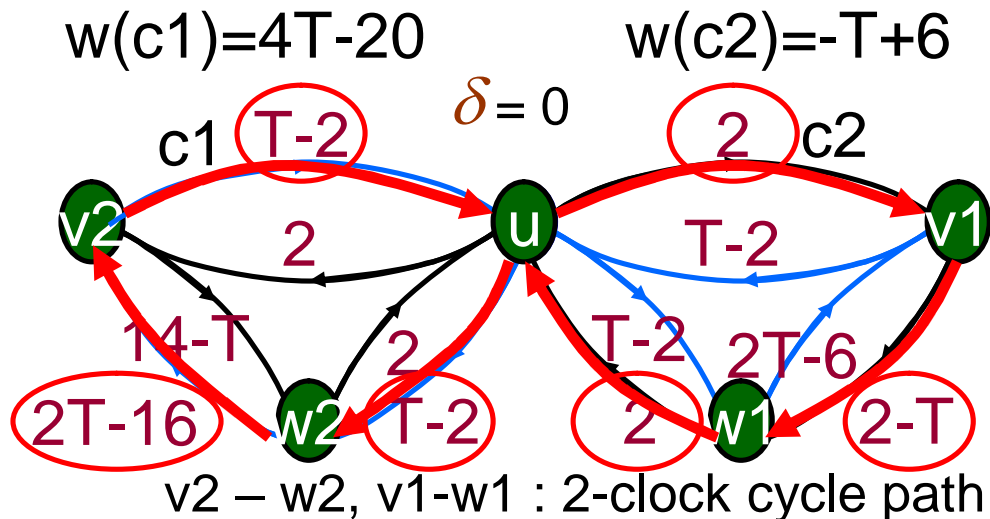 w(c1)=4T-20 w(c2)=-T+6
δ = 0
c1 T-2 2 c2
v2 u v1
2 T-2
14-T 2 T-2 2T-6
2T-16 w2 T-2 2 w1 2-T
v2 – w2, v1-w1 : 2-clock cycle path